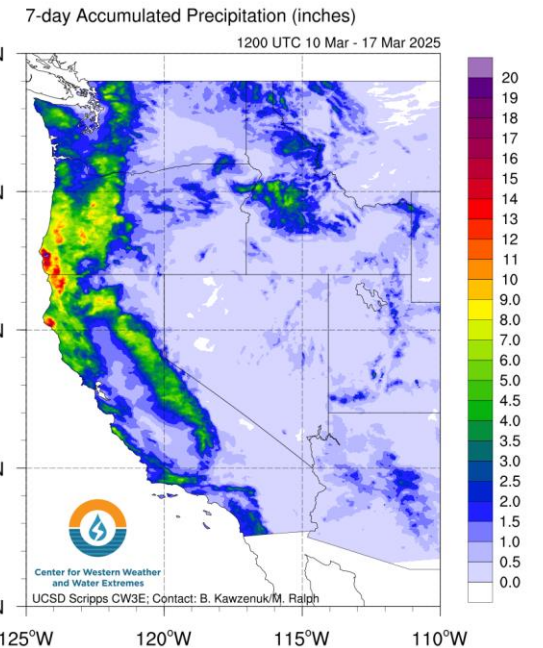 7-day Accumulated Precipitation (inches)
1200 UTC 10 Mar - 17 Mar 2025
20
19
18
17
16
15
14
13
12
11
10
9.0
8.0
7.0
6.0
5.0
4.5
4.0
3.5
3.0
2.5
2.0
1.5
1.0
0.5
0.0
N
N
N
N
N
Center for Western Weather
and Water Extremes
UCSD Scripps CW3E; Contact: B. Kawzenuk/M. Ralph
125°W 120°W 115°W 110°W